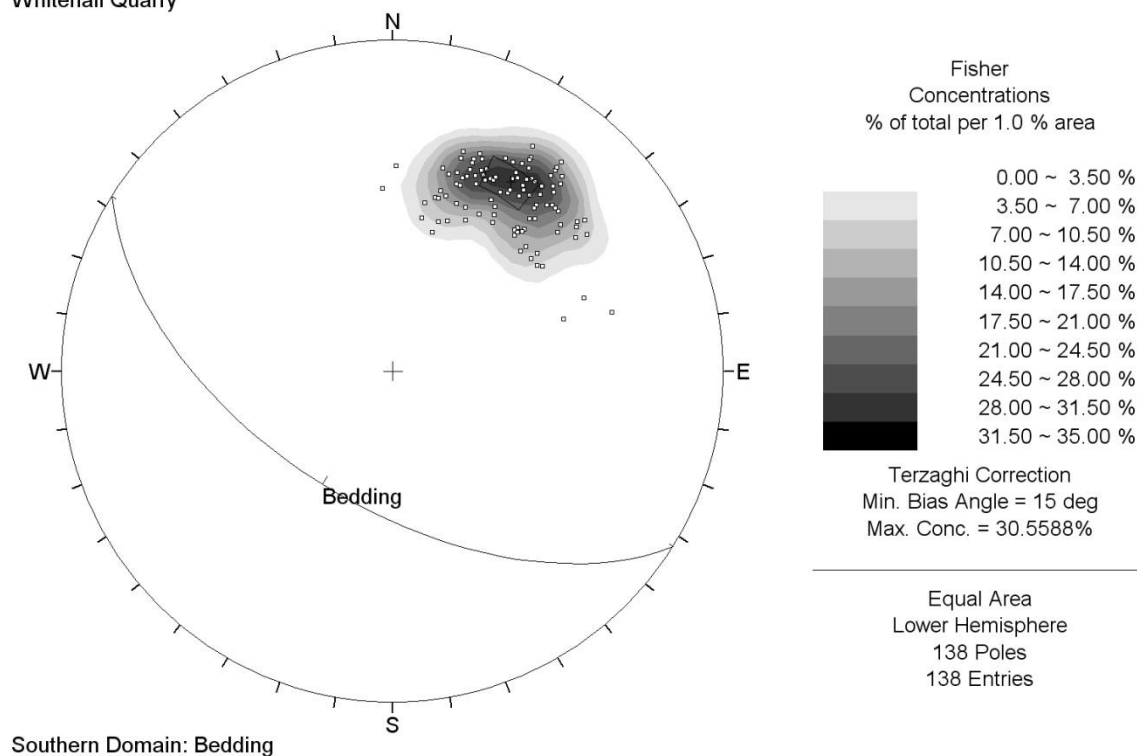 Whitehall Quarry
N
W
E
Bedding
S
Southern Domain: Bedding
Fisher
Concentrations
% of total per 1.0 % area
0.00 ~ 3.50 %
3.50 ~ 7.00 %
7.00 ~ 10.50 %
10.50 ~ 14.00 %
14.00 ~ 17.50 %
17.50 ~ 21.00 %
21.00 ~ 24.50 %
24.50 ~ 28.00 %
28.00 ~ 31.50 %
31.50 ~ 35.00 %
Terzaghi Correction
Min. Bias Angle = 15 deg
Max. Conc. = 30.5588%
Equal Area
Lower Hemisphere
138 Poles
138 Entries